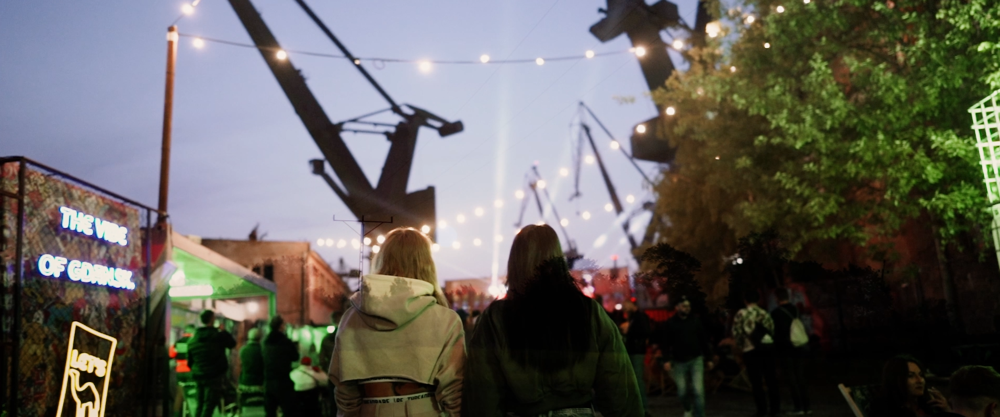 THE VIBE
OF GDANSK.
LET'S